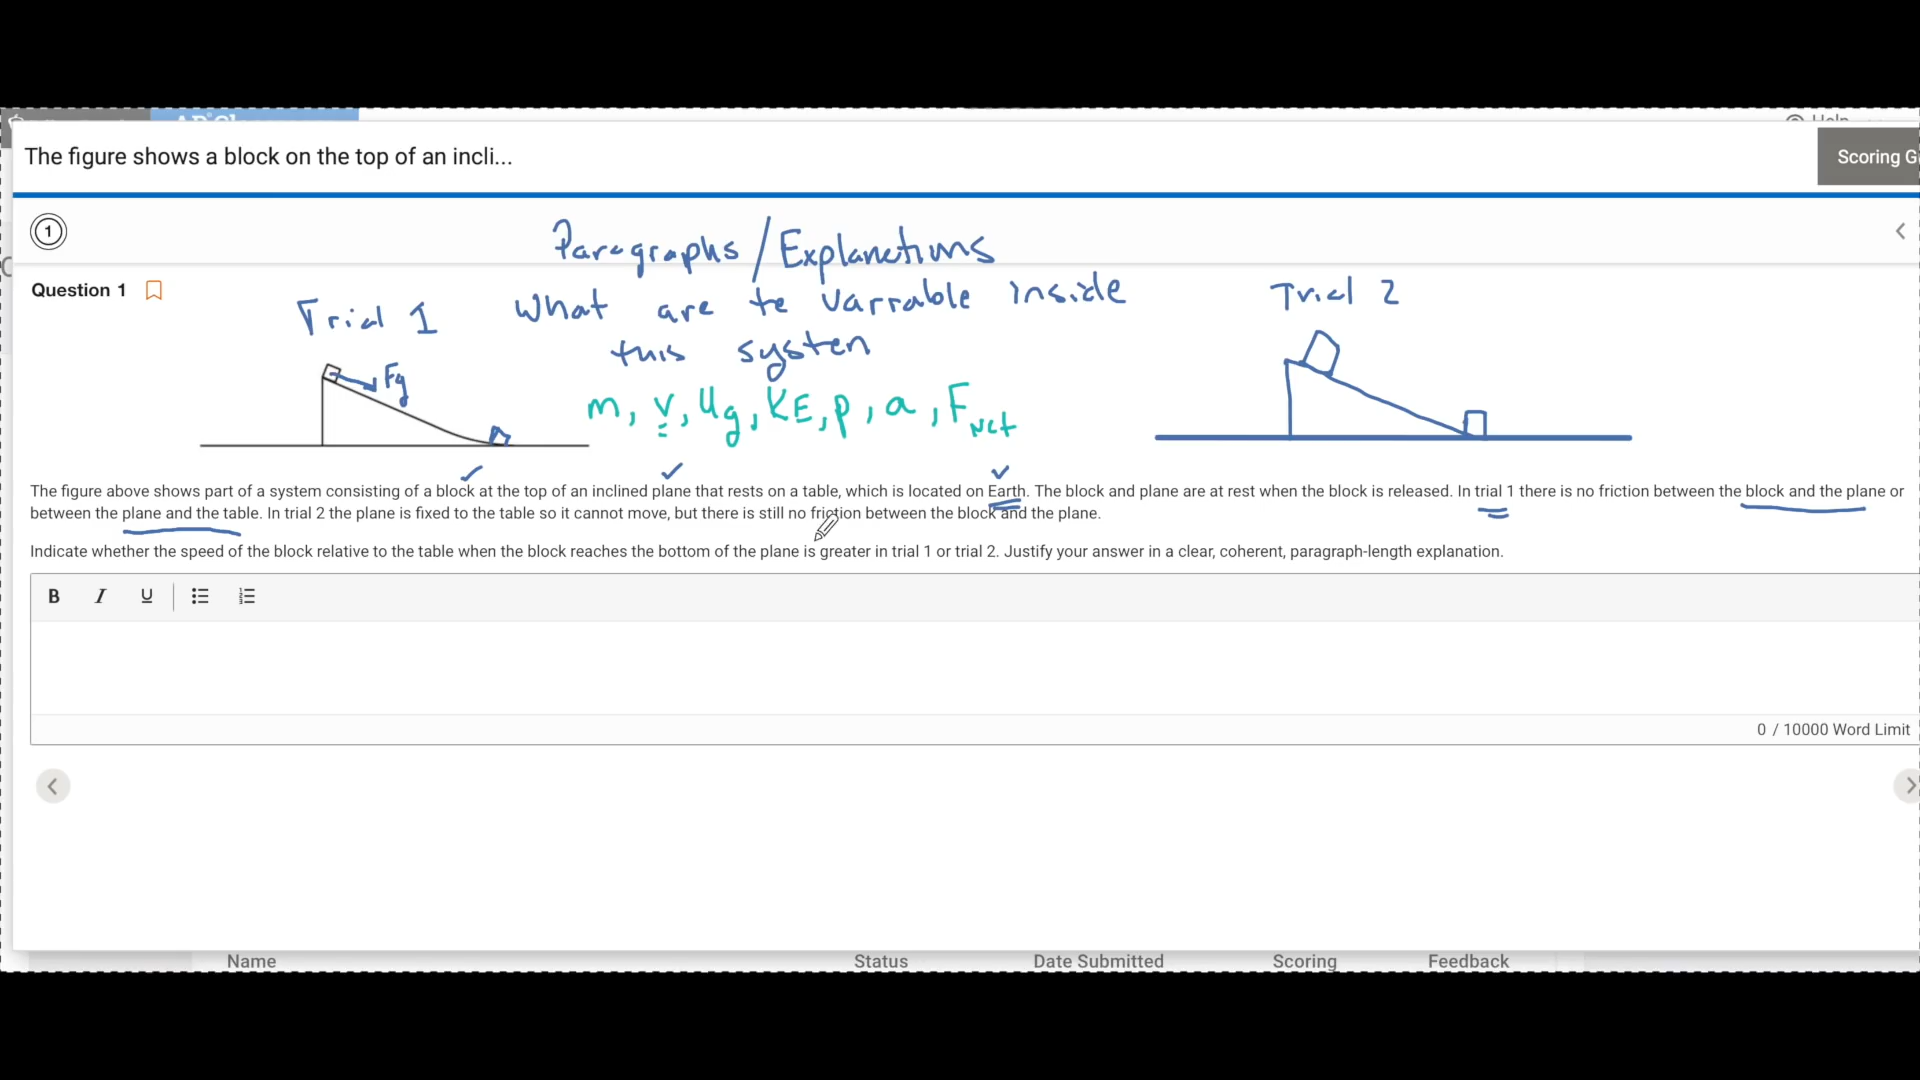 The figure shows a block on the top of an incli...
Scoring G
1
Paragraphs / Explanations
Question 1
Trial 1
What are te varrable inside
Trial 2
this systen
Fg
m, v, Ug, KE, p, a, FNet
The figure above shows part of a system consisting of a block at the top of an inclined plane that rests on a table, which is located on Earth. The block and plane are at rest when the block is released. In trial 1 there is no friction between the block and the plane or
between the plane and the table. In trial 2 the plane is fixed to the table so it cannot move, but there is still no friction between the block and the plane.
Indicate whether the speed of the block relative to the table when the block reaches the bottom of the plane is greater in trial 1 or trial 2. Justify your answer in a clear, coherent, paragraph-length explanation.
B I U
0 / 10000 Word Limit
Name Status Date Submitted Scoring Feedback